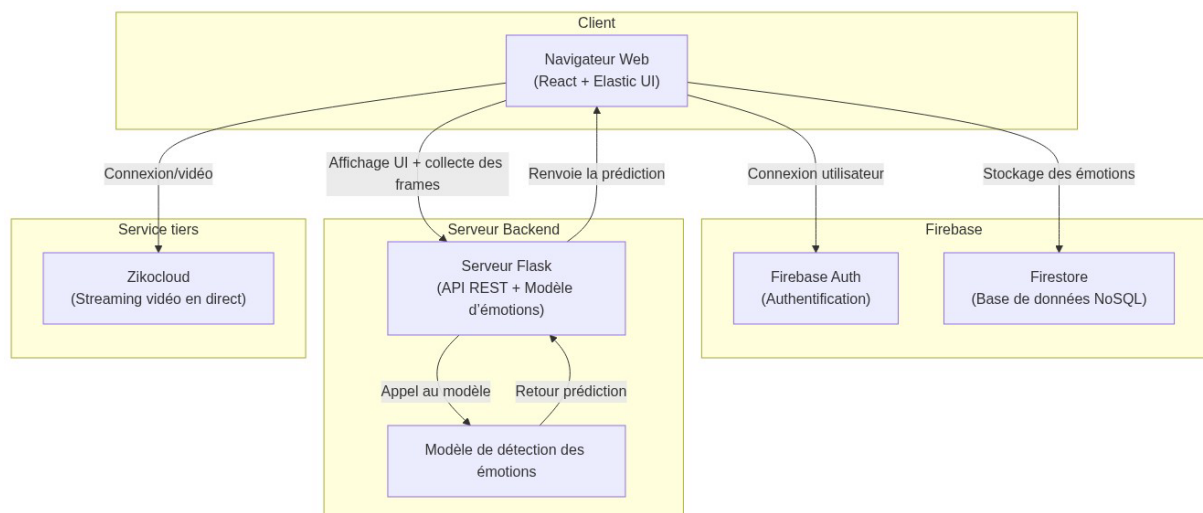 Client
Navigateur Web
(React + Elastic UI)
Connexion/vidéo
Affichage UI + collecte des
frames
Renvoie la prédiction
Connexion utilisateur
Stockage des émotions
Service tiers
Zikocloud
(Streaming vidéo en direct)
Serveur Backend
Serveur Flask
(API REST + Modèle
d’émotions)
Firebase
Firebase Auth
(Authentification)
Firestore
(Base de données NoSQL)
Appel au modèle
Retour prédiction
Modèle de détection des
émotions